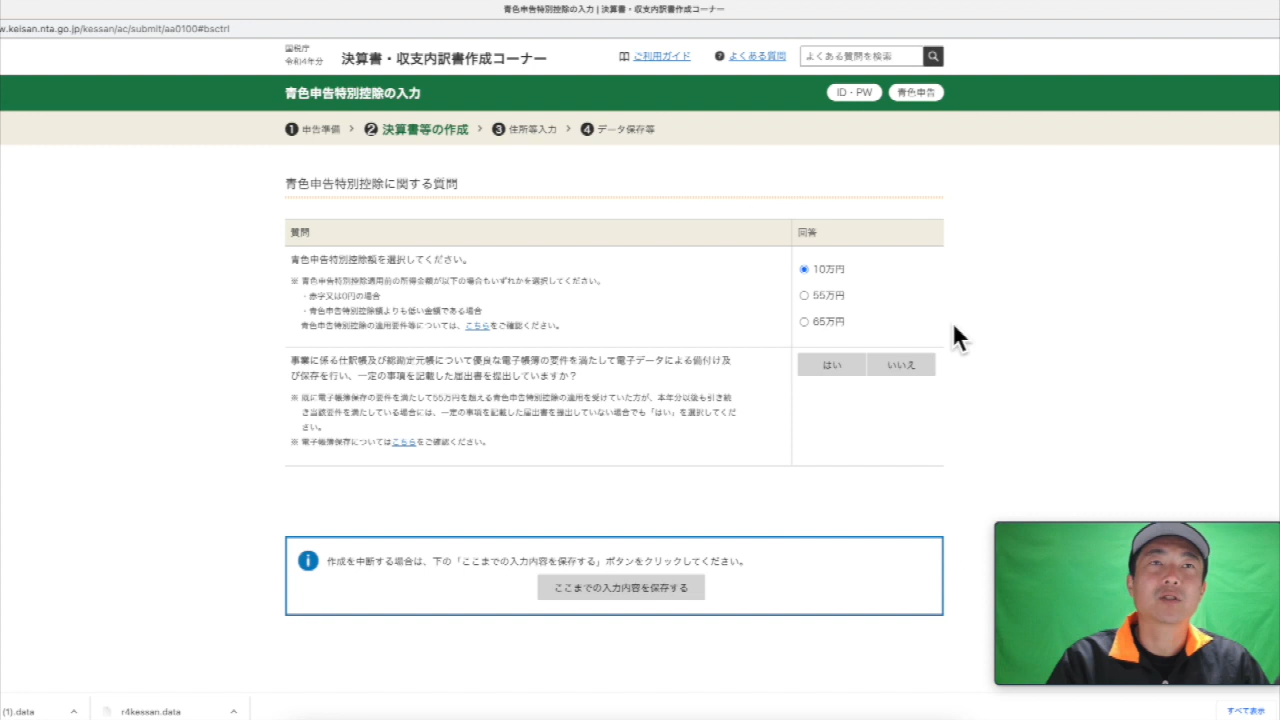 青色申告特別控除の入力 | 決算書・収支内訳書作成コーナー
w.keisan.nta.go.jp/kessan/ac/submit/aa0100#bsctrl
国税庁
令和4年分
決算書・収支内訳書作成コーナー
ご利用ガイド
よくある質問
よくある質問を検索
青色申告特別控除の入力
ID・PW
青色申告
1 申告準備 > 2 決算書等の作成 > 3 住所等入力 > 4 データ保存等
青色申告特別控除に関する質問
質問
回答
青色申告特別控除額を選択してください。
※ 青色申告特別控除適用前の所得金額が以下の場合もいずれかを選択してください。
・赤字又は0円の場合
・青色申告特別控除額よりも低い金額である場合
青色申告特別控除の適用要件等については、こちらをご確認ください。
10万円
55万円
65万円
事業に係る仕訳帳及び総勘定元帳について優良な電子帳簿の要件を満たして電子データによる備付け及
び保存を行い、一定の事項を記載した届出書を提出していますか？
※ 既に電子帳簿保存の要件を満たして55万円を超える青色申告特別控除の適用を受けていた方が、本年分以後も引き続
き当該要件を満たしている場合には、一定の事項を記載した届出書を提出していない場合でも「はい」を選択してくだ
さい。
※ 電子帳簿保存についてはこちらをご確認ください。
はい
いいえ
作成を中断する場合は、下の「ここまでの入力内容を保存する」ボタンをクリックしてください。
ここまでの入力内容を保存する
(1).data
r4kessan.data
すべて表示